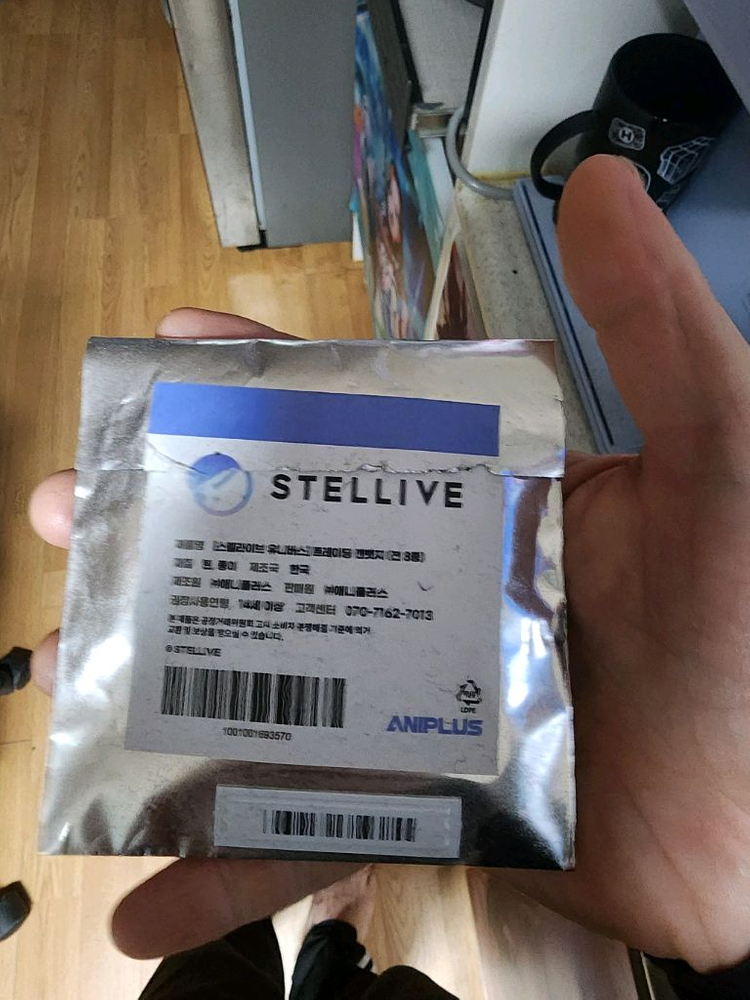 STELLIVE
제품명 [스텔라이브 유니버스] 트레이딩 캔뱃지 (전 8종)
재질 틴, 종이 제조국 한국
제조원 ㈜애니플러스 판매원 ㈜애니플러스
권장사용연령 14세 이상 고객센터 070-7162-7013
본 제품은 공정거래위원회 고시 소비자 분쟁해결 기준에 의거
교환 및 보상을 받으실 수 있습니다.
© STELLIVE
LDPE
ANIPLUS
1001001693570
H